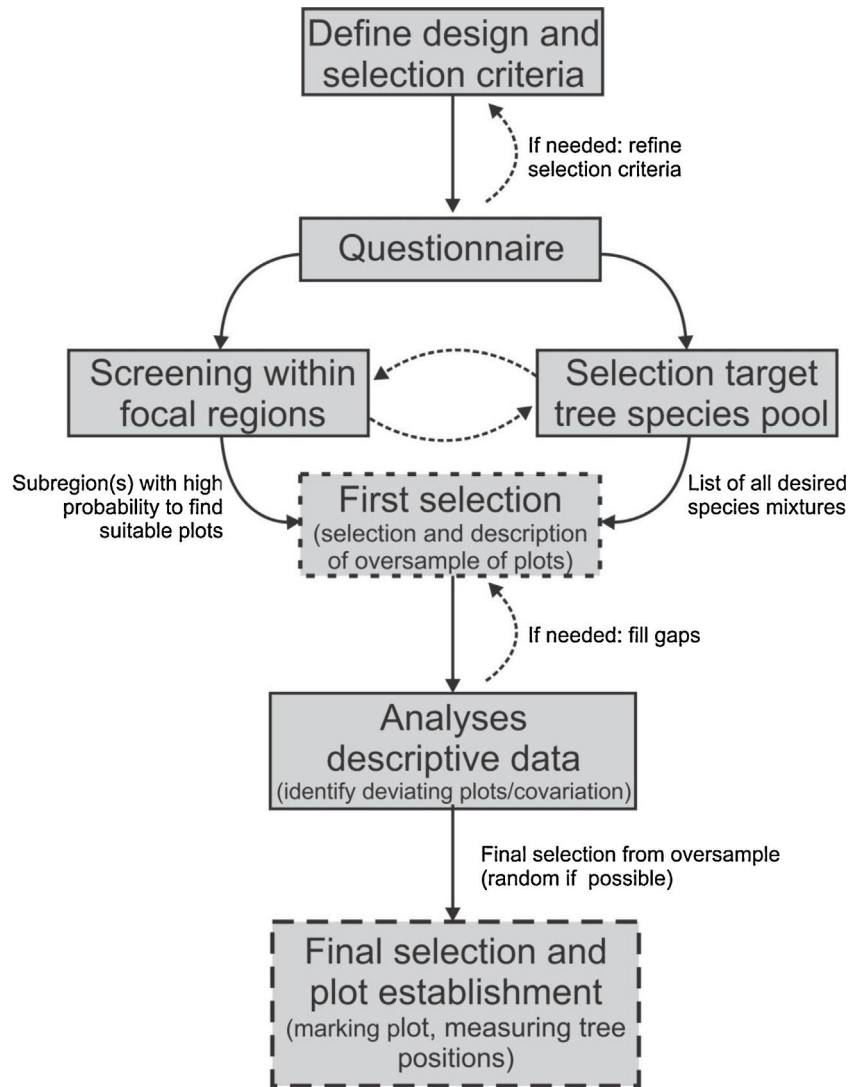 Define design and
selection criteria
If needed: refine
selection criteria
Questionnaire
Screening within
focal regions
Selection target
tree species pool
Subregion(s) with high
probability to find
suitable plots
First selection
(selection and description
of oversample of plots)
List of all desired
species mixtures
If needed: fill gaps
Analyses
descriptive data
(identify deviating plots/covariation)
Final selection from oversample
(random if possible)
Final selection and
plot establishment
(marking plot, measuring tree
positions)